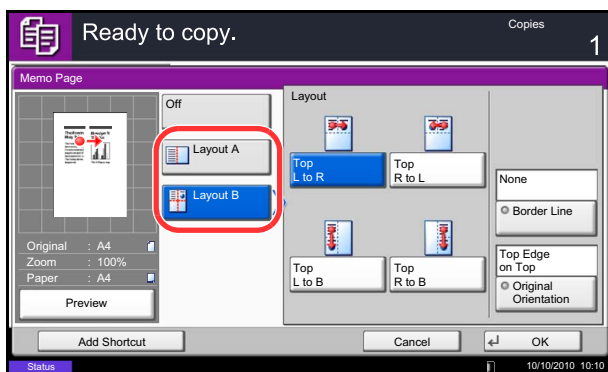 Ready to copy.
Copies
1
Memo Page
Off
Layout A
Layout B
Layout
Top
L to R
Top
R to L
Top
L to B
Top
R to B
None
Border Line
Top Edge
on Top
Original
Orientation
Original : A4
Zoom : 100%
Paper : A4
Preview
Add Shortcut
Cancel
OK
Status
10/10/2010 10:10